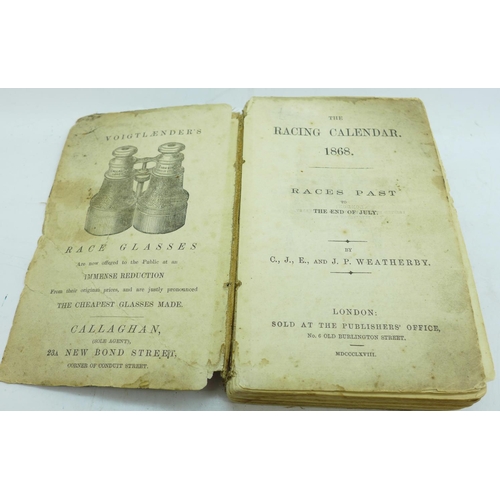 VOIGTLÆNDER'S
RACE GLASSES
Are now offered to the Public at an
IMMENSE REDUCTION
From their original prices, and are justly pronounced
THE CHEAPEST GLASSES MADE.
CALLAGHAN,
(SOLE AGENT),
23A NEW BOND STREET,
CORNER OF CONDUIT STREET.
THE
RACING CALENDAR.
1868.
RACES PAST
TO
THE END OF JULY.
BY
C., J., E., AND J. P. WEATHERBY.
LONDON:
SOLD AT THE PUBLISHERS' OFFICE,
No. 6 OLD BURLINGTON STREET.
MDCCCLXVIII.